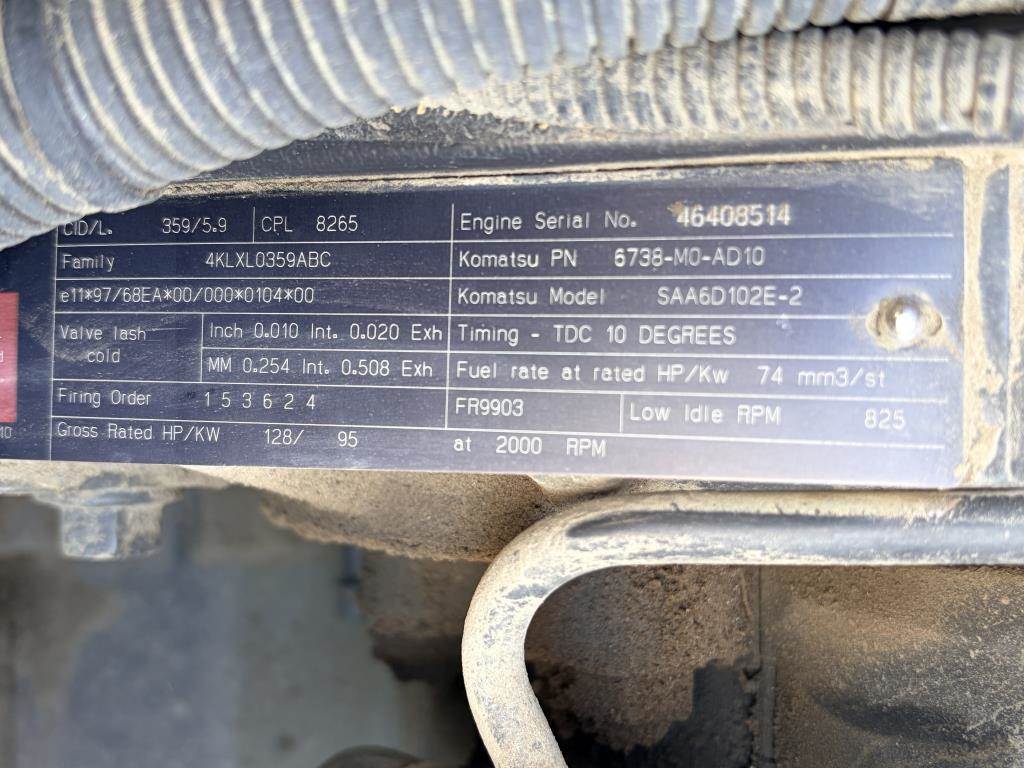 CID/L. 359/5.9 CPL 8265 Engine Serial No. 46408514
Family 4KLXL0359ABC Komatsu PN 6738-M0-AD10
e11*97/68EA*00/000*0104*00 Komatsu Model SAA6D102E-2
Valve lash cold Inch 0.010 Int. 0.020 Exh Timing - TDC 10 DEGREES
MM 0.254 Int. 0.508 Exh Fuel rate at rated HP/Kw 74 mm3/st
Firing Order 1 5 3 6 2 4 FR9903 Low Idle RPM 825
Gross Rated HP/KW 128/ 95 at 2000 RPM